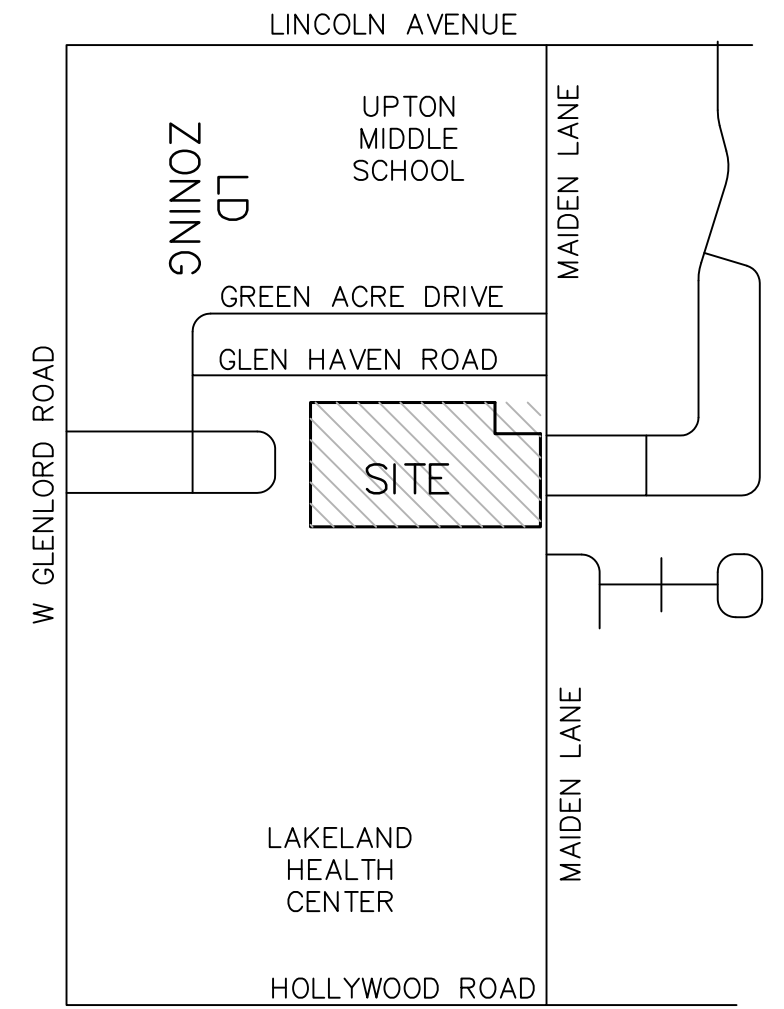 LINCOLN AVENUE
UPTON
MIDDLE
SCHOOL
MAIDEN LANE
LD
ZONING
GREEN ACRE DRIVE
GLEN HAVEN ROAD
W GLENLORD ROAD
SITE
MAIDEN LANE
LAKELAND
HEALTH
CENTER
HOLLYWOOD ROAD